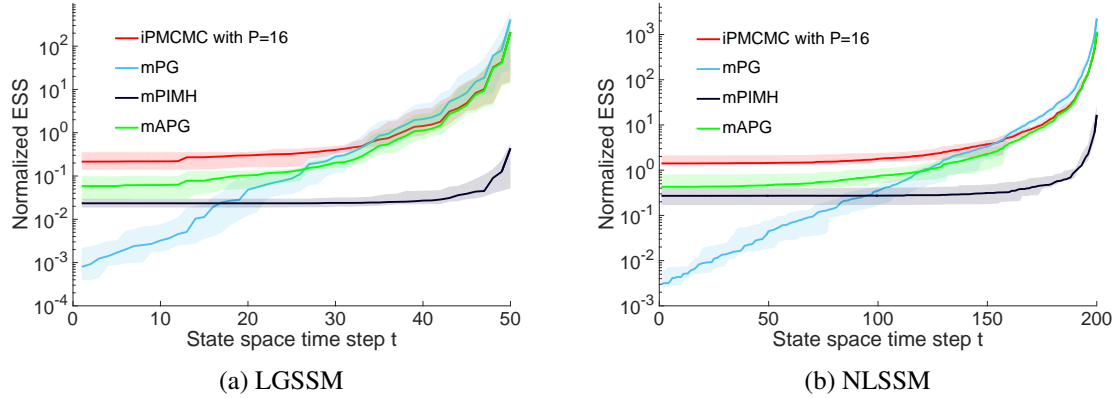 10^2
10^1
10^0
10^-1
10^-2
10^-3
10^-4
Normalized ESS
iPMCMC with P=16
mPG
mPIMH
mAPG
0 10 20 30 40 50
State space time step t
(a) LGSSM
10^3
10^2
10^1
10^0
10^-1
10^-2
10^-3
Normalized ESS
iPMCMC with P=16
mPG
mPIMH
mAPG
0 50 100 150 200
State space time step t
(b) NLSSM